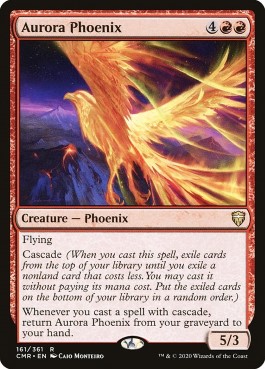 Aurora Phoenix 4
Creature — Phoenix
Flying
Cascade (When you cast this spell, exile cards
from the top of your library until you exile a
nonland card that costs less. You may cast it
without paying its mana cost. Put the exiled cards
on the bottom of your library in a random order.)
Whenever you cast a spell with cascade,
return Aurora Phoenix from your graveyard to
your hand.
5/3
161/361 R
CMR • EN CAIO MONTEIRO
™ & © 2020 Wizards of the Coast